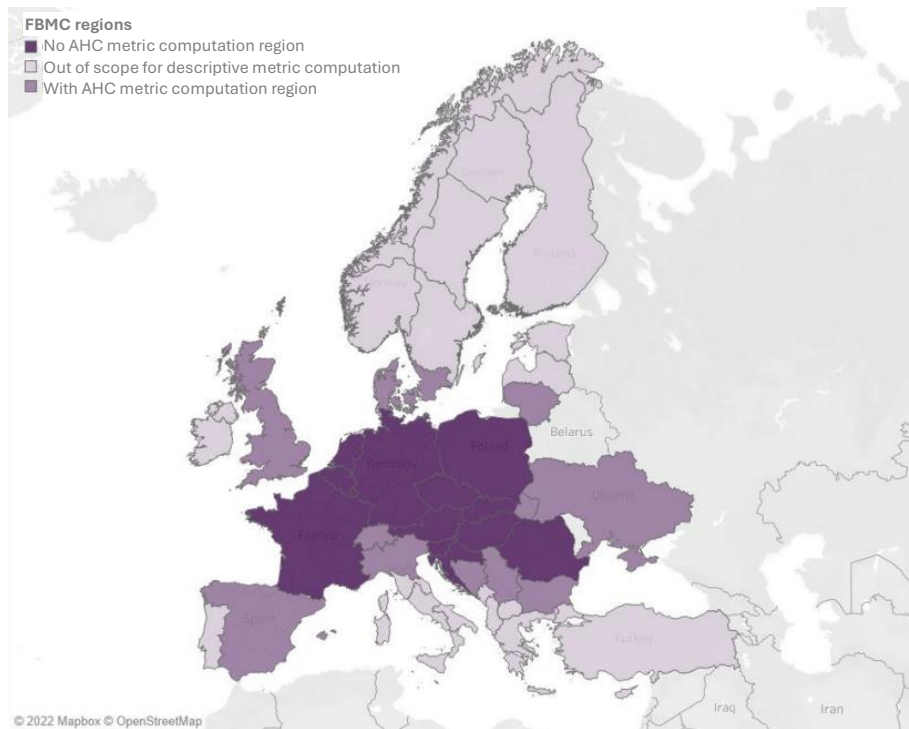 FBMC regions
No AHC metric computation region
Out of scope for descriptive metric computation
With AHC metric computation region
Sweden
Finland
Norway
Belarus
Poland
Germany
Ukraine
France
Spain
Turkey
Iraq
Iran
© 2022 Mapbox © OpenStreetMap